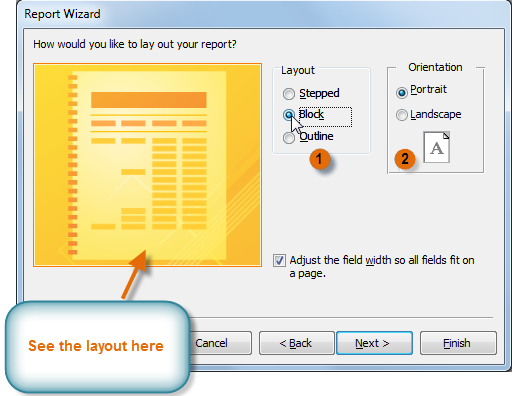 Report Wizard
How would you like to lay out your report?
Layout
Stepped
Block
Outline
1
Orientation
Portrait
Landscape
A
2
Adjust the field width so all fields fit on
a page.
See the layout here
Cancel
< Back
Next >
Finish